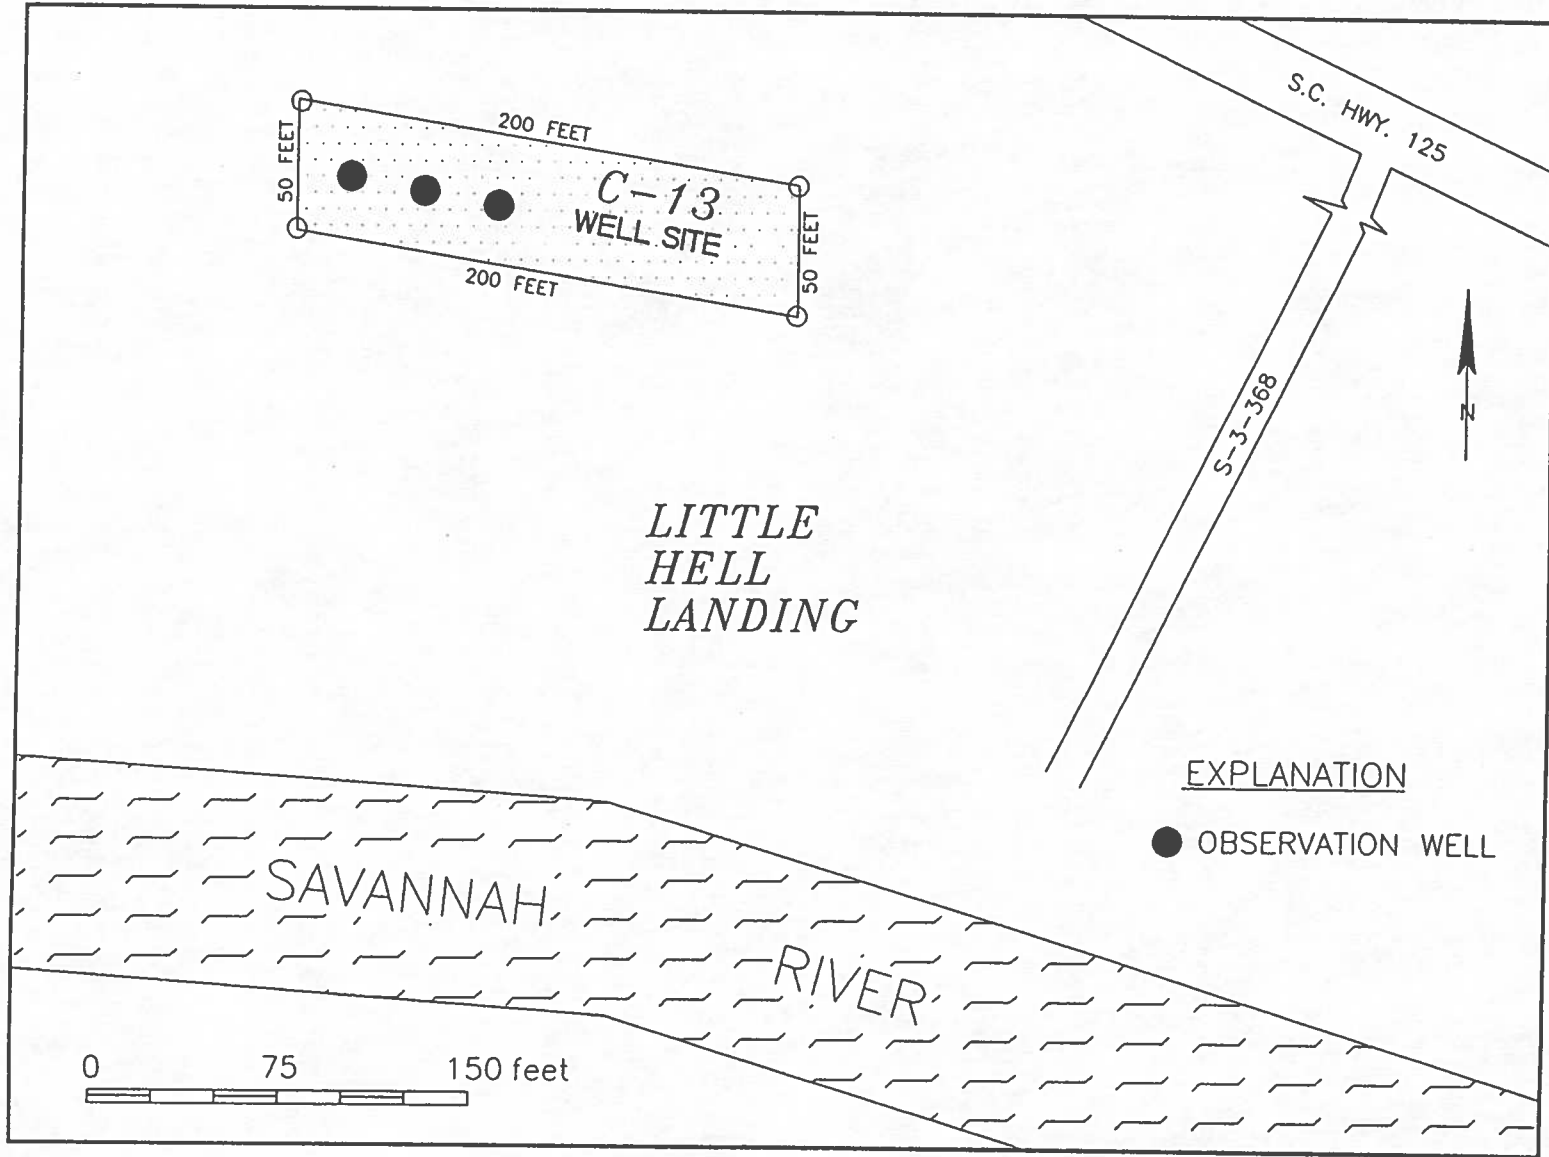 S.C. HWY. 125
200 FEET
50 FEET
C-13
WELL SITE
50 FEET
200 FEET
S-3-368
N
LITTLE
HELL
LANDING
EXPLANATION
OBSERVATION WELL
SAVANNAH
RIVER
0 75 150 feet